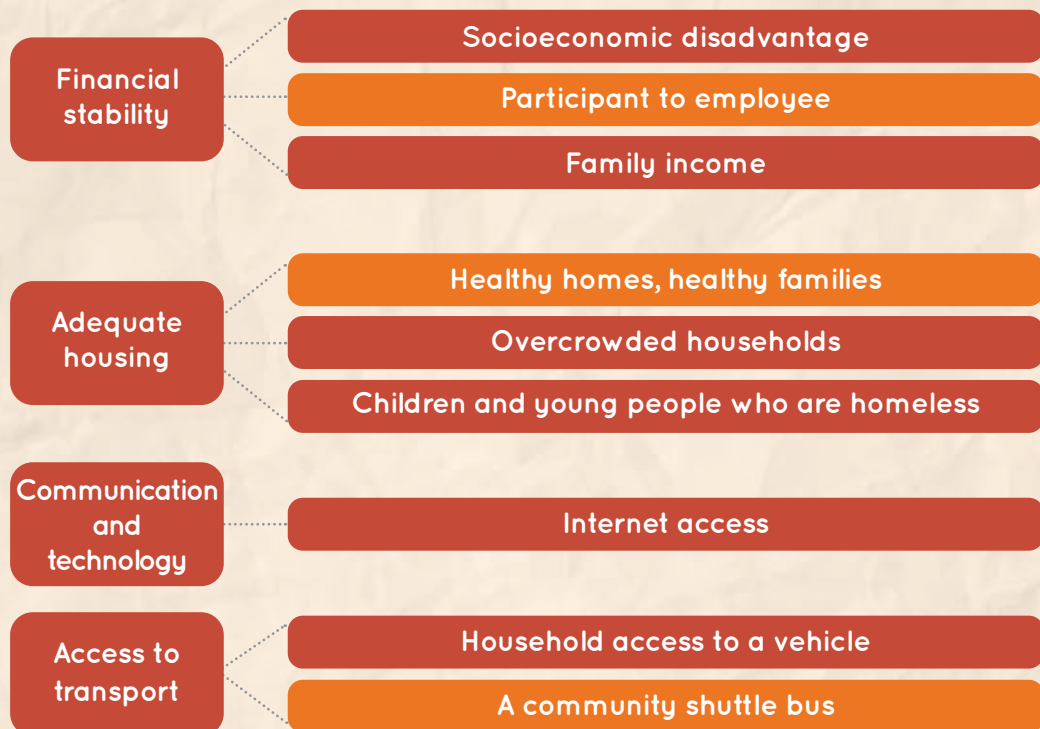 Financial
stability
Socioeconomic disadvantage
Participant to employee
Family income
Adequate
housing
Healthy homes, healthy families
Overcrowded households
Children and young people who are homeless
Communication
and
technology
Internet access
Access to
transport
Household access to a vehicle
A community shuttle bus